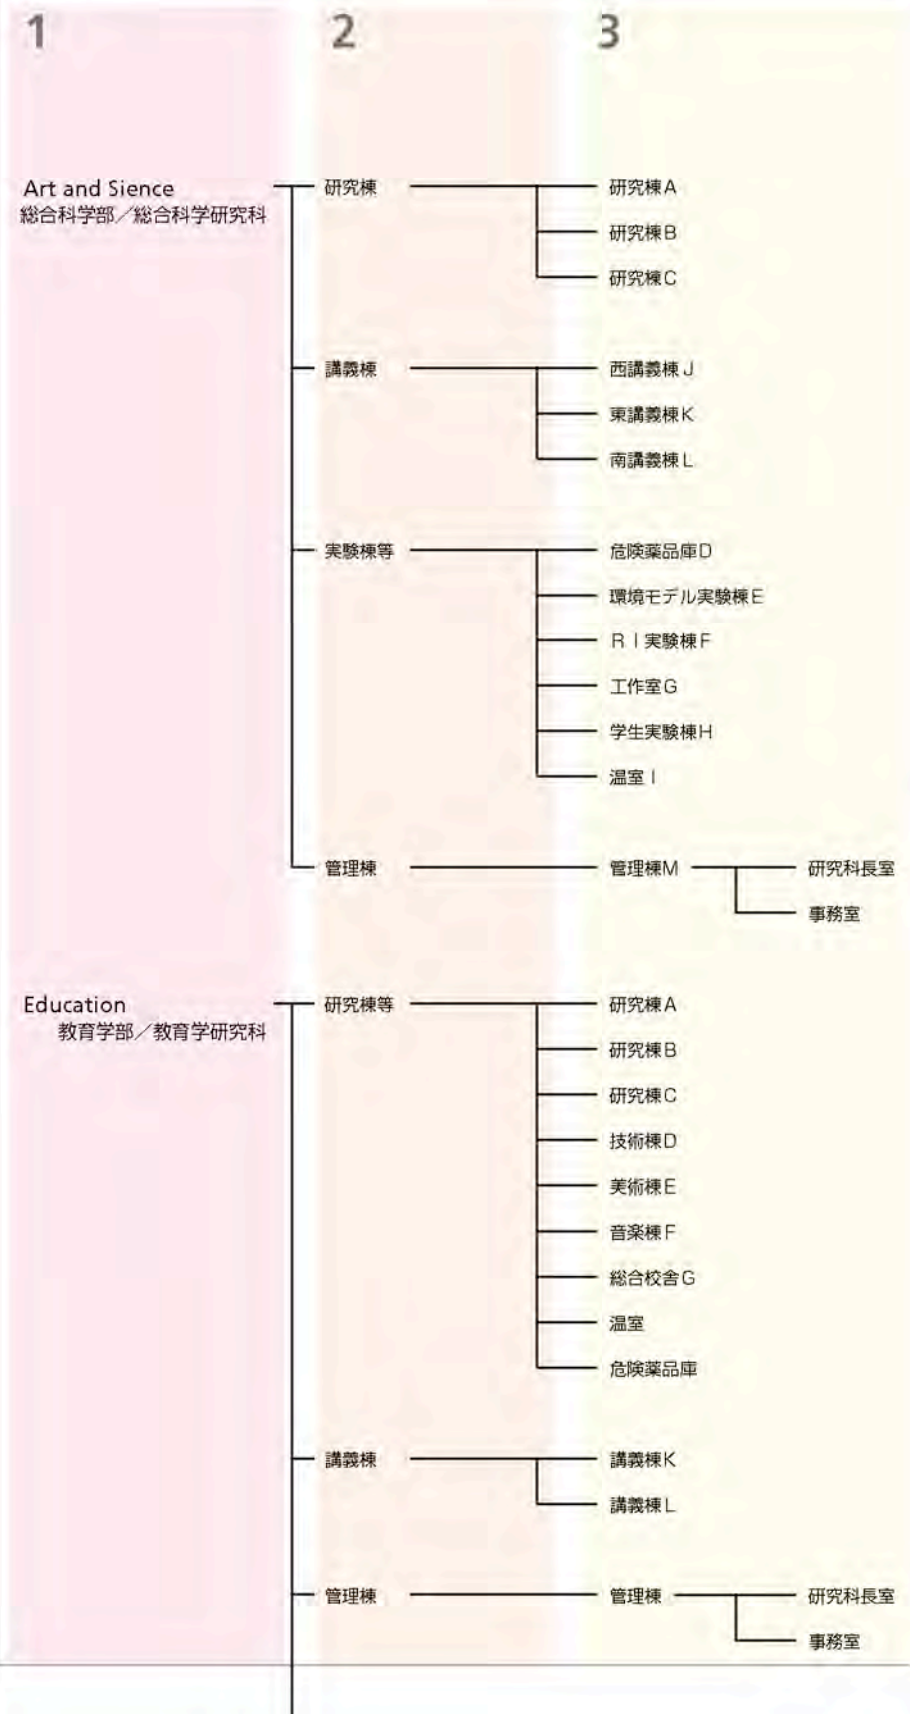 1 2 3
Art and Sience 研究棟 研究棟A
総合科学部／総合科学研究科
研究棟B
研究棟C
講義棟 西講義棟J
東講義棟K
南講義棟L
実験棟等 危険薬品庫D
環境モデル実験棟E
RI実験棟F
工作室G
学生実験棟H
温室I
管理棟 管理棟M 研究科長室
事務室
Education 研究棟等 研究棟A
教育学部／教育学研究科
研究棟B
研究棟C
技術棟D
美術棟E
音楽棟F
総合校舎G
温室
危険薬品庫
講義棟 講義棟K
講義棟L
管理棟 管理棟 研究科長室
事務室